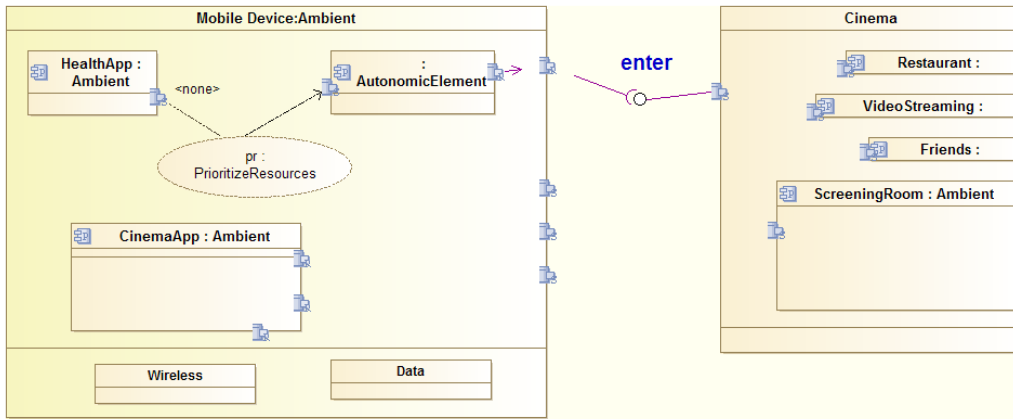 Mobile Device:Ambient
HealthApp :
Ambient
<none>
:
AutonomicElement
pr :
PrioritizeResources
CinemaApp : Ambient
Wireless
Data
enter
Cinema
Restaurant :
VideoStreaming :
Friends :
ScreeningRoom : Ambient